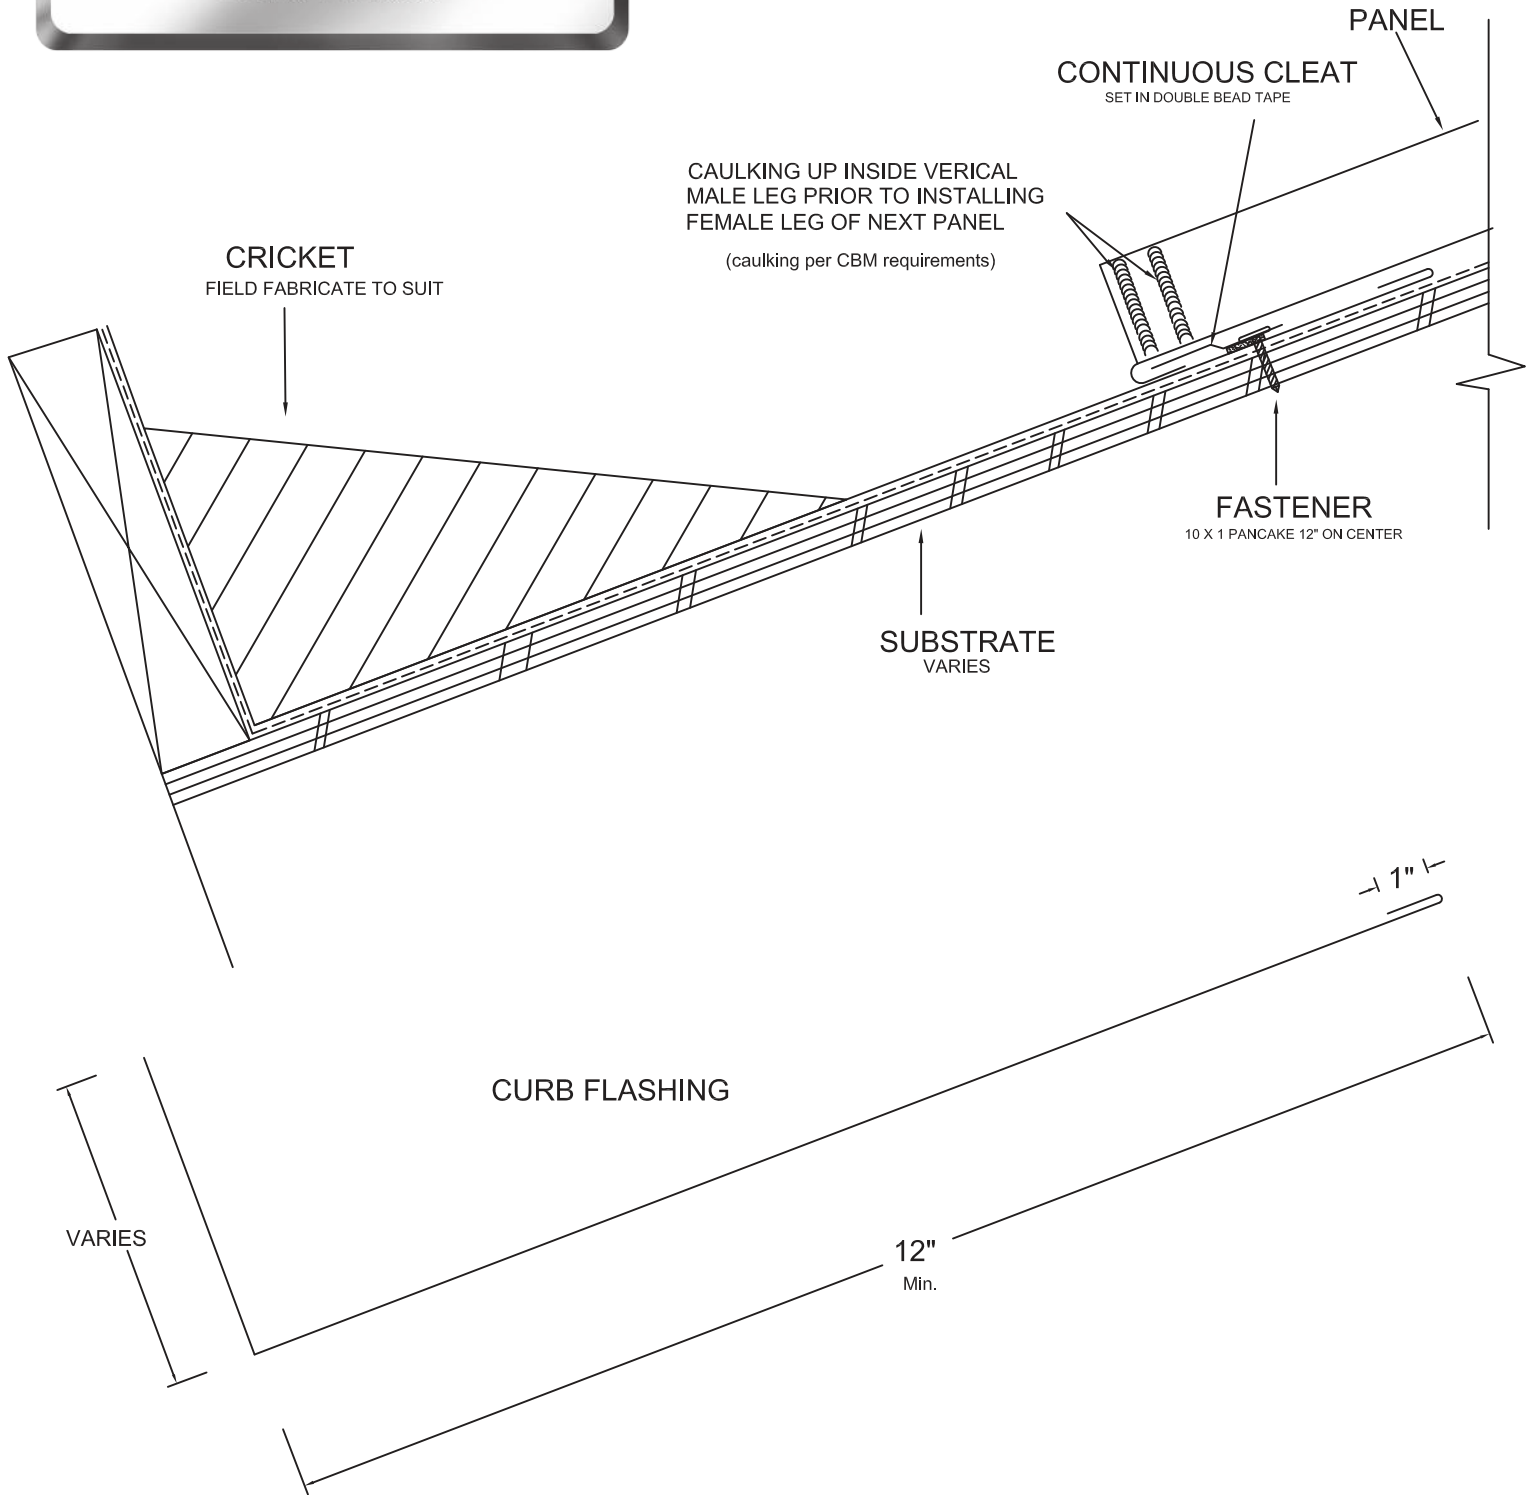 PANEL
CONTINUOUS CLEAT
SET IN DOUBLE BEAD TAPE
CAULKING UP INSIDE VERICAL
MALE LEG PRIOR TO INSTALLING
FEMALE LEG OF NEXT PANEL
(caulking per CBM requirements)
CRICKET
FIELD FABRICATE TO SUIT
FASTENER
10 X 1 PANCAKE 12" ON CENTER
SUBSTRATE
VARIES
1"
CURB FLASHING
VARIES
12"
Min.